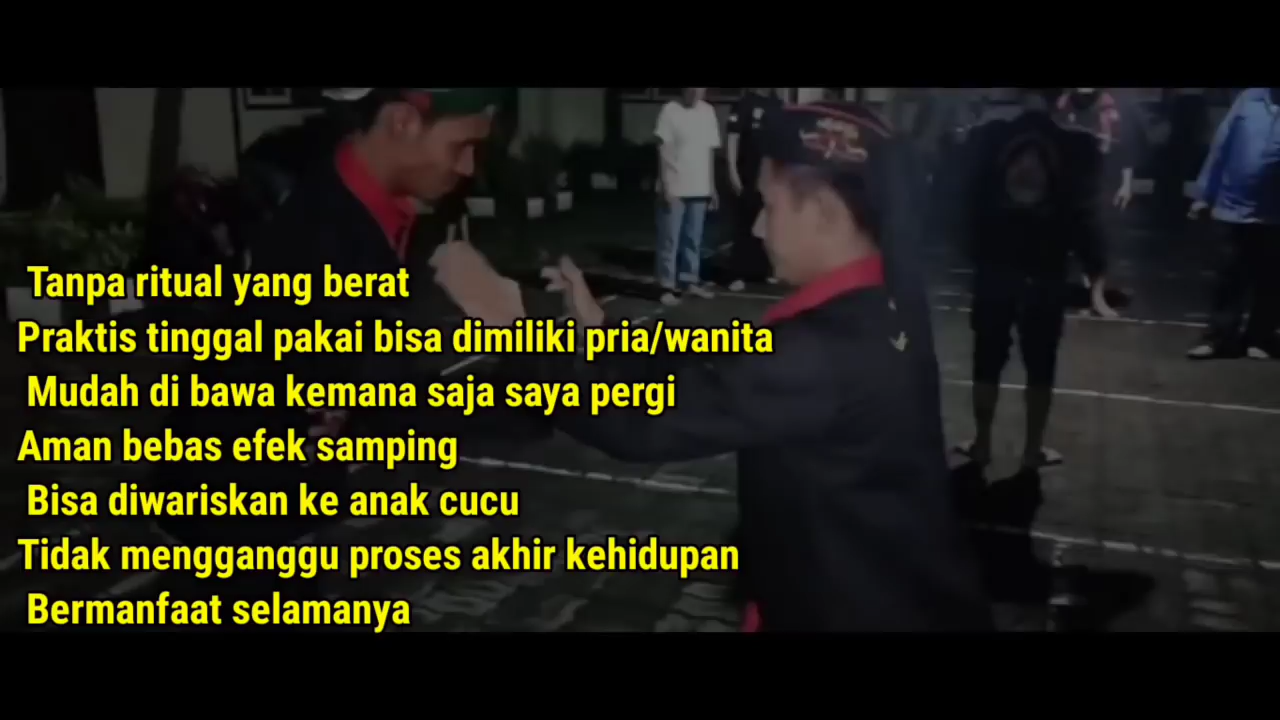 Tanpa ritual yang berat
Praktis tinggal pakai bisa dimiliki pria/wanita
Mudah di bawa kemana saja saya pergi
Aman bebas efek samping
Bisa diwariskan ke anak cucu
Tidak mengganggu proses akhir kehidupan
Bermanfaat selamanya